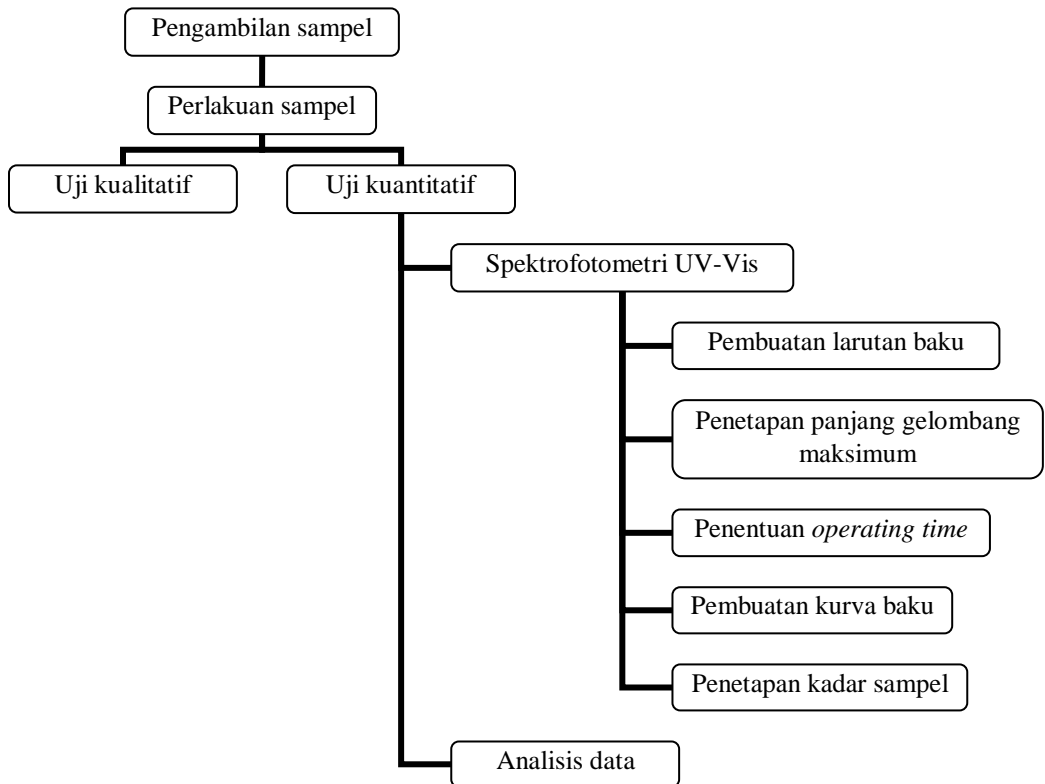 Pengambilan sampel
Perlakuan sampel
Uji kualitatif
Uji kuantitatif
Spektrofotometri UV-Vis
Pembuatan larutan baku
Penetapan panjang gelombang
maksimum
Penentuan operating time
Pembuatan kurva baku
Penetapan kadar sampel
Analisis data